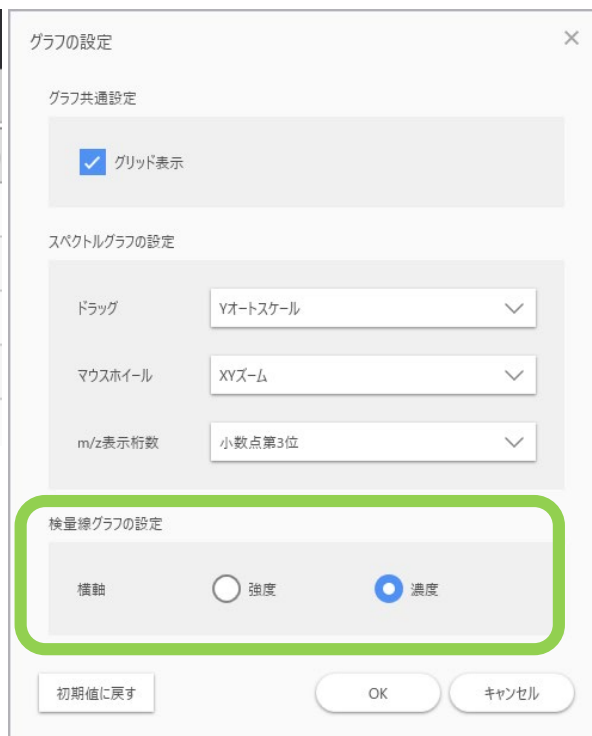 グラフの設定
グラフ共通設定
グリッド表示
スペクトルグラフの設定
ドラッグ Yオートスケール
マウスホイール XYズーム
m/z表示桁数 小数点第3位
検量線グラフの設定
横軸 強度 濃度
初期値に戻す OK キャンセル